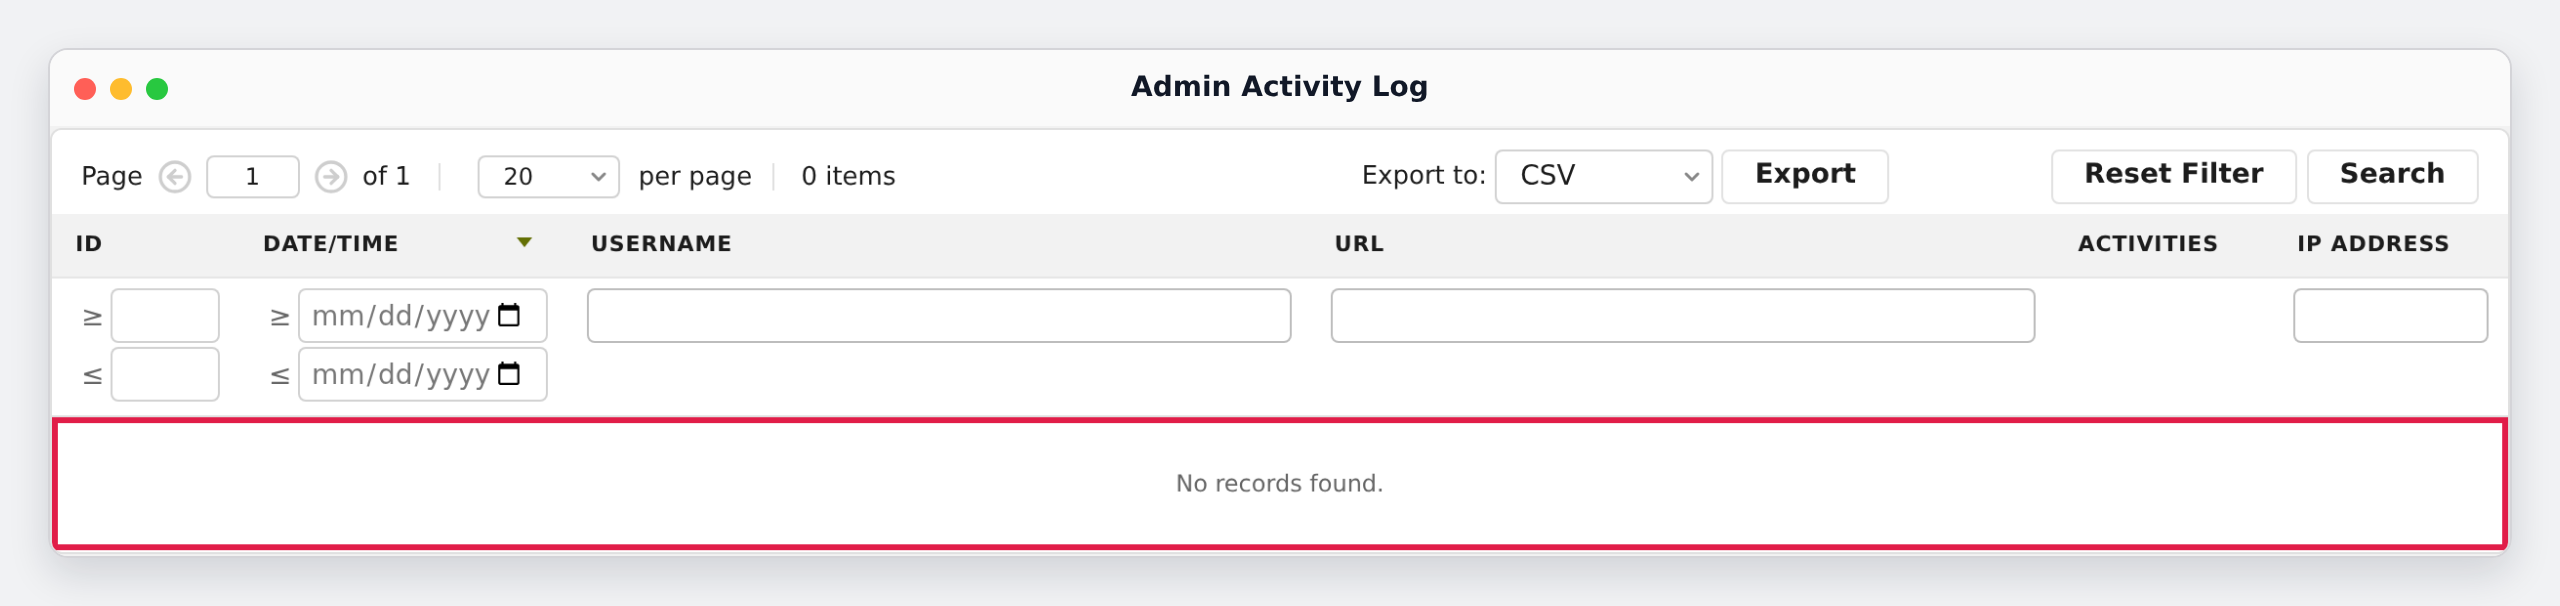 Admin Activity Log
Page 1 of 1 20 per page 0 items Export to: CSV Export Reset Filter Search
ID DATE/TIME USERNAME URL ACTIVITIES IP ADDRESS
≥ ≥ mm/dd/yyyy
≤ ≤ mm/dd/yyyy
No records found.